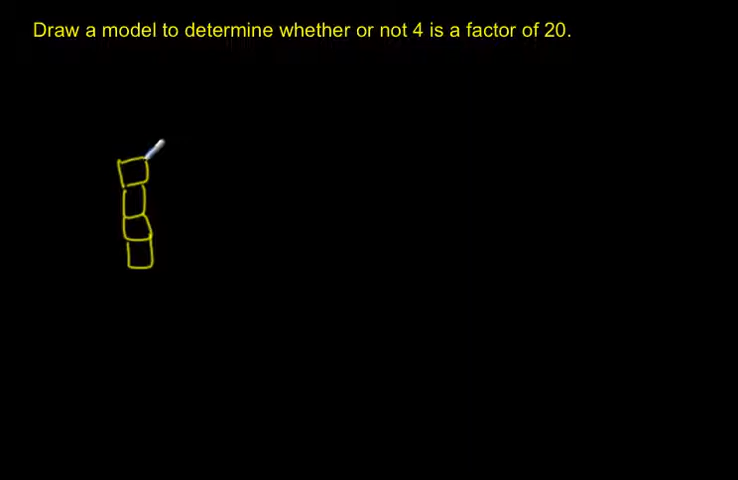 Draw a model to determine whether or not 4 is a factor of 20.